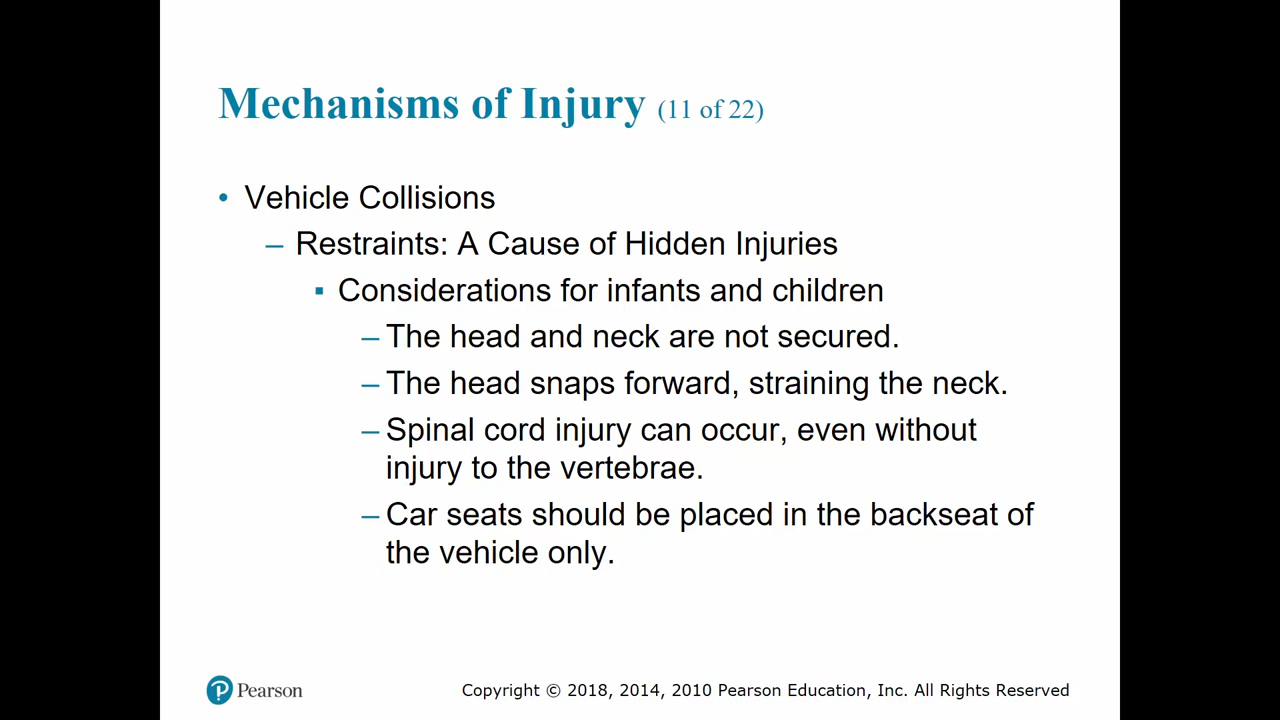 Mechanisms of Injury (11 of 22)
• Vehicle Collisions
– Restraints: A Cause of Hidden Injuries
▪ Considerations for infants and children
– The head and neck are not secured.
– The head snaps forward, straining the neck.
– Spinal cord injury can occur, even without
injury to the vertebrae.
– Car seats should be placed in the backseat of
the vehicle only.
P Pearson
Copyright © 2018, 2014, 2010 Pearson Education, Inc. All Rights Reserved